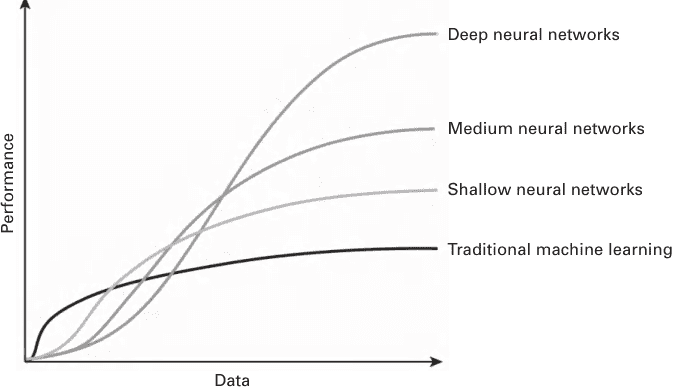 Deep neural networks
Medium neural networks
Shallow neural networks
Traditional machine learning
Performance
Data